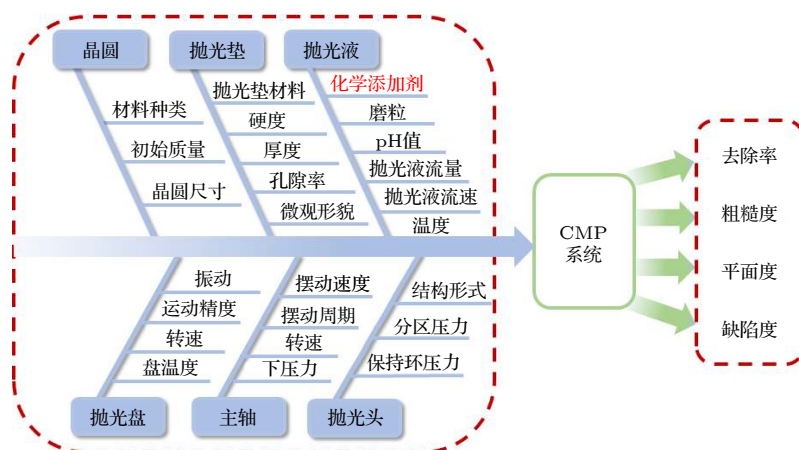 晶圆
抛光垫
抛光液
材料种类
初始质量
晶圆尺寸
抛光垫材料
硬度
厚度
孔隙率
微观形貌
化学添加剂
磨粒
pH值
抛光液流量
抛光液流速
温度
振动
运动精度
转速
盘温度
摆动速度
摆动周期
转速
下压力
结构形式
分区压力
保持环压力
抛光盘
主轴
抛光头
CMP
系统
去除率
粗糙度
平面度
缺陷度